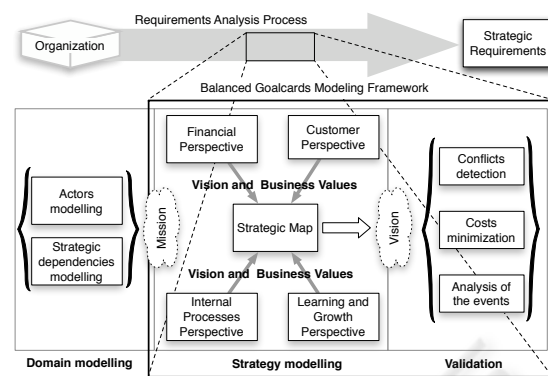 Requirements Analysis Process
Organization
Strategic
Requirements
Balanced Goalcards Modeling Framework
Financial
Perspective
Customer
Perspective
Vision and Business Values
Actors
modelling
Strategic
dependencies
modelling
Mission
Strategic Map
Vision
Vision and Business Values
Internal
Processes
Perspective
Learning and
Growth
Perspective
Conflicts
detection
Costs
minimization
Analysis of
the events
Domain modelling
Strategy modelling
Validation